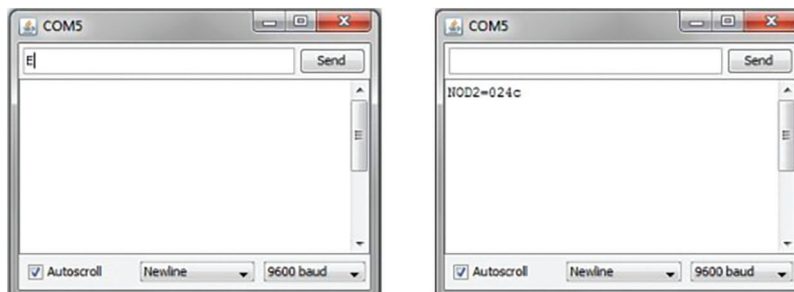 COM5
E
Send
Autoscroll
Newline
9600 baud
COM5
Send
NOD2=024c
Autoscroll
Newline
9600 baud